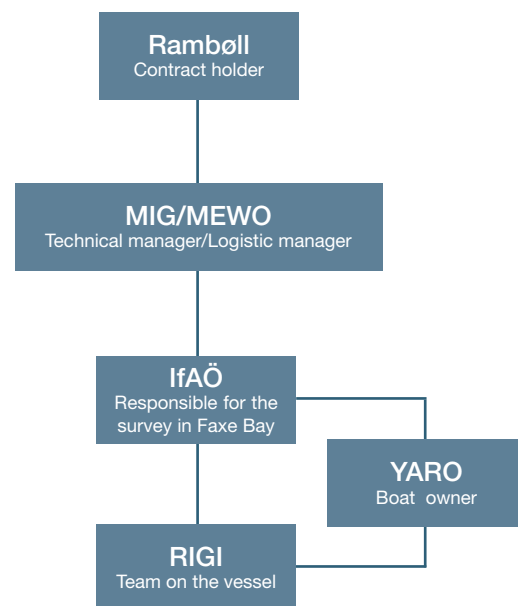 Rambøll
Contract holder
MIG/MEWO
Technical manager/Logistic manager
IfAÖ
Responsible for the
survey in Faxe Bay
YARO
Boat owner
RIGI
Team on the vessel